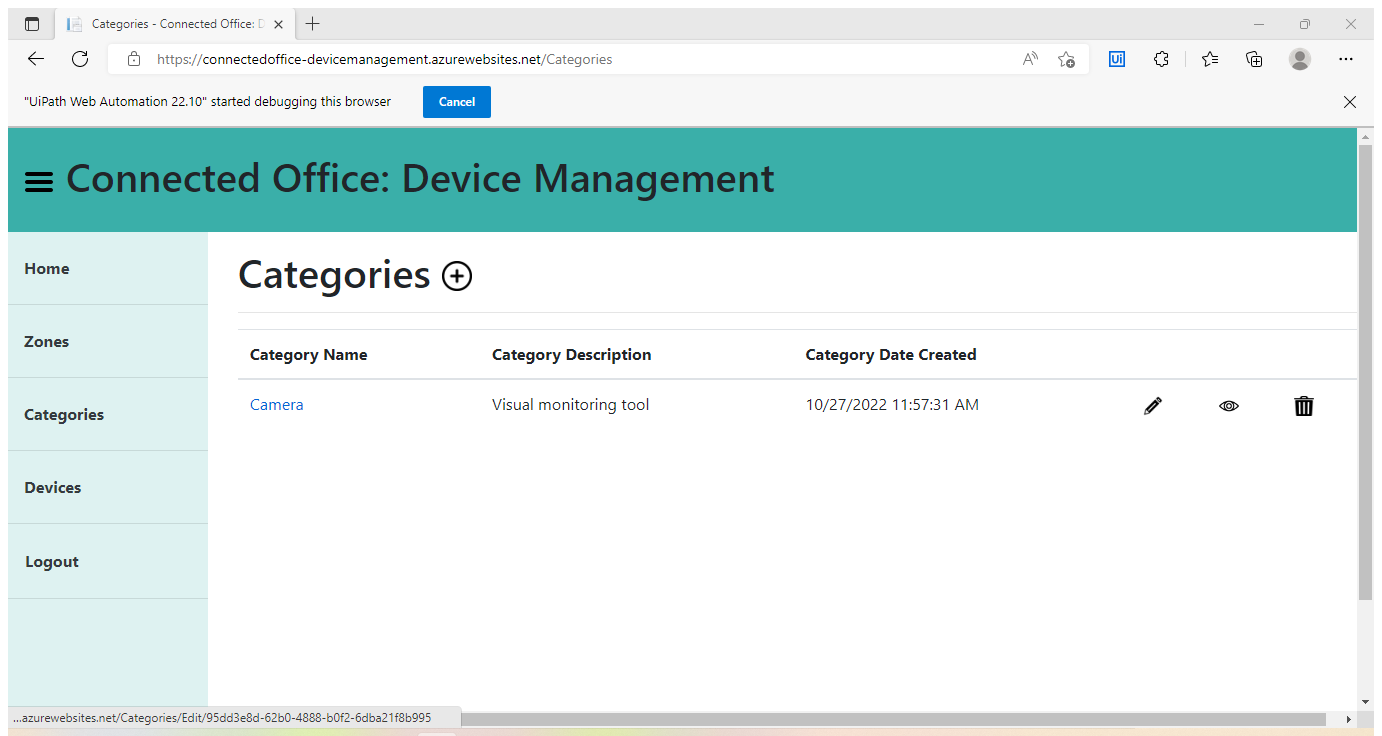 Categories - Connected Office: D
https://connectedoffice-devicemanagement.azurewebsites.net/Categories
A
Ui
"UiPath Web Automation 22.10" started debugging this browser
Cancel
Connected Office: Device Management
Home
Zones
Categories
Devices
Logout
Categories
Category Name Category Description Category Date Created
Camera Visual monitoring tool 10/27/2022 11:57:31 AM
...azurewebsites.net/Categories/Edit/95dd3e8d-62b0-4888-b0f2-6dba21f8b995